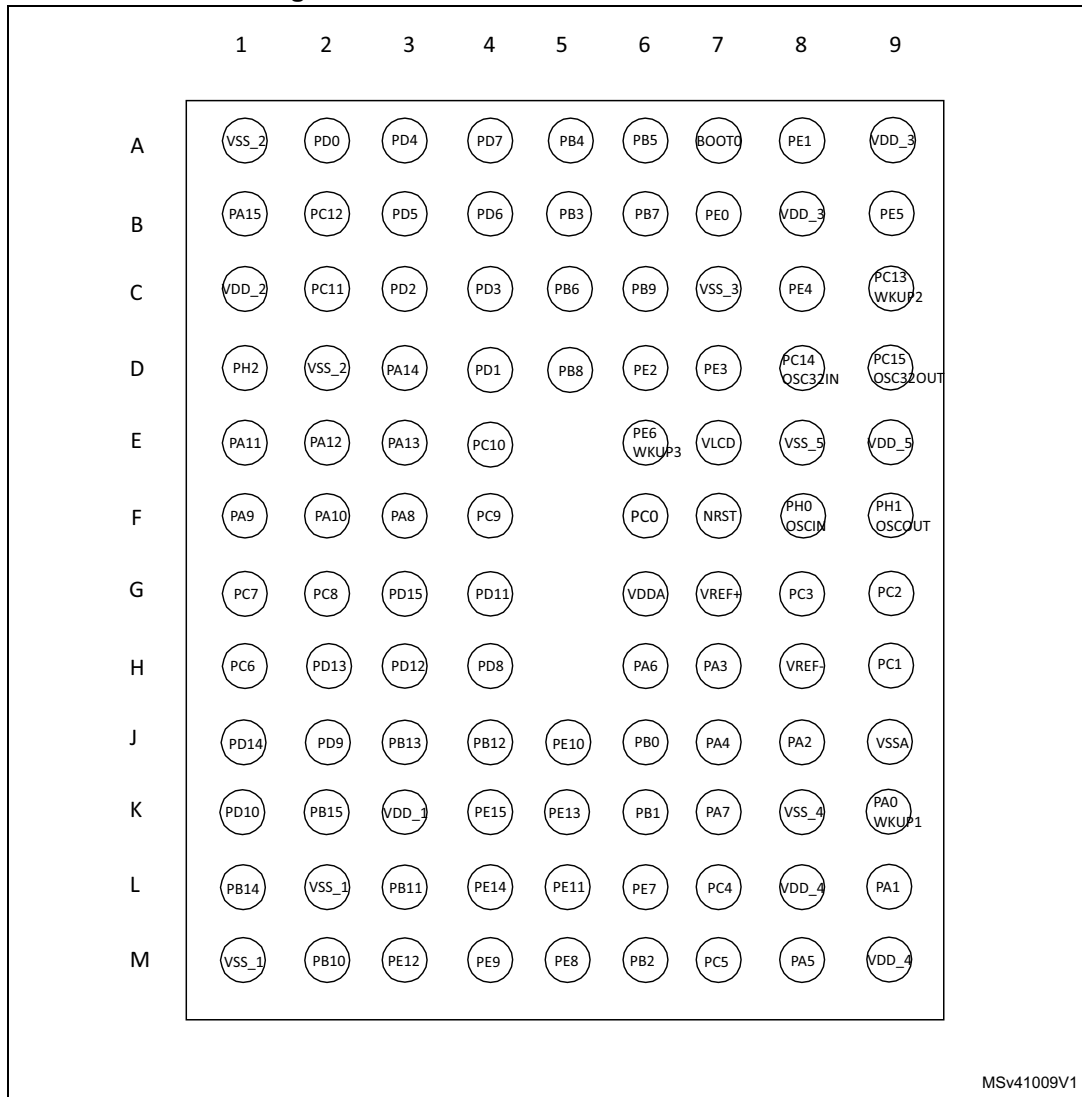 1 2 3 4 5 6 7 8 9
A VSS_2 PD0 PD4 PD7 PB4 PB5 BOOT0 PE1 VDD_3
B PA15 PC12 PD5 PD6 PB3 PB7 PE0 VDD_3 PE5
C VDD_2 PC11 PD2 PD3 PB6 PB9 VSS_3 PE4 PC13
WKUP2
D PH2 VSS_2 PA14 PD1 PB8 PE2 PE3 PC14 PC15
OSC32IN OSC32OUT
E PA11 PA12 PA13 PC10 PE6 VLCD VSS_5 VDD_5
WKUP3
F PA9 PA10 PA8 PC9 PC0 NRST PH0 PH1
OSCIN OSCOUT
G PC7 PC8 PD15 PD11 VDDA VREF+ PC3 PC2
H PC6 PD13 PD12 PD8 PA6 PA3 VREF- PC1
J PD14 PD9 PB13 PB12 PE10 PB0 PA4 PA2 VSSA
K PD10 PB15 VDD_1 PE15 PE13 PB1 PA7 VSS_4 PA0
WKUP1
L PB14 VSS_1 PB11 PE14 PE11 PE7 PC4 VDD_4 PA1
M VSS_1 PB10 PE12 PE9 PE8 PB2 PC5 PA5 VDD_4
MSv41009V1